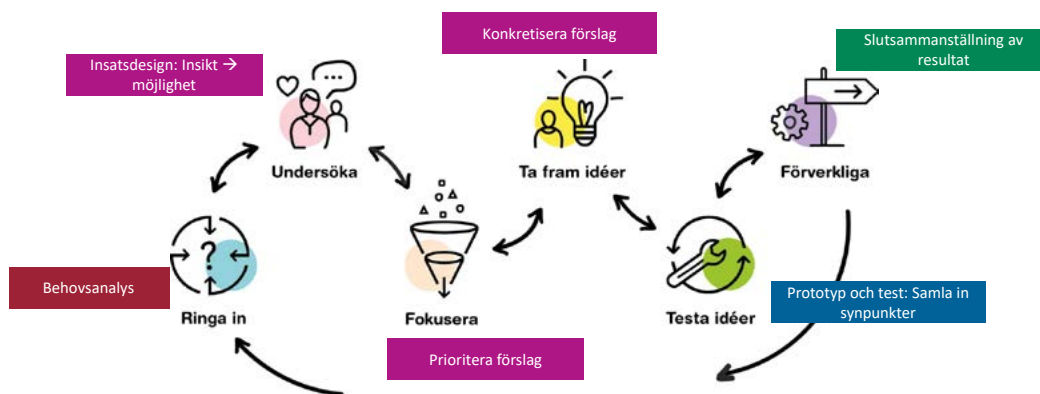 Konkretisera förslag
Slutsammanställning av
resultat
Insatsdesign: Insikt →
möjlighet
...
Undersöka
Ta fram idéer
Förverkliga
?
Behovsanalys
Ringa in
Fokusera
Testa idéer
Prototyp och test: Samla in
synpunkter
Prioritera förslag